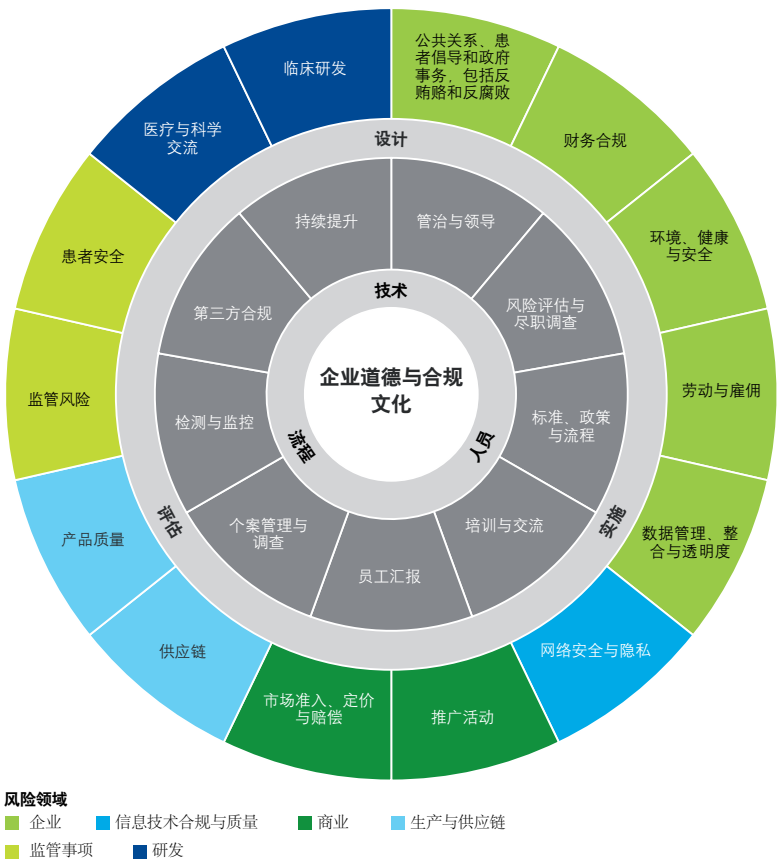 临床研发
公共关系、患
者倡导和政府
事务，包括反
贿赂和反腐败
财务合规
环境、健康
与安全
劳动与雇佣
数据管理、整
合与透明度
网络安全与隐私
推广活动
市场准入、定价
与赔偿
供应链
产品质量
监管风险
患者安全
医疗与科学
交流
设计
实施
评估
管治与领导
风险评估与
尽职调查
标准、政策
与流程
培训与交流
员工汇报
个案管理与
调查
检测与监控
第三方合规
持续提升
技术
人员
流程
企业道德与合规
文化
风险领域
企业
信息技术合规与质量
商业
生产与供应链
监管事项
研发